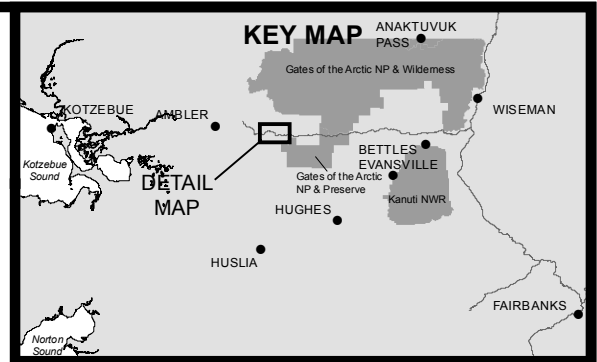 KEY MAP
ANAKTUVUK
PASS
Gates of the Arctic NP & Wilderness
WISEMAN
KOTZEBUE
AMBLER
Kotzebue
Sound
BETTLES
EVANSVILLE
DETAIL
MAP
Gates of the Arctic
NP & Preserve
Kanuti NWR
HUGHES
HUSLIA
FAIRBANKS
Norton
Sound